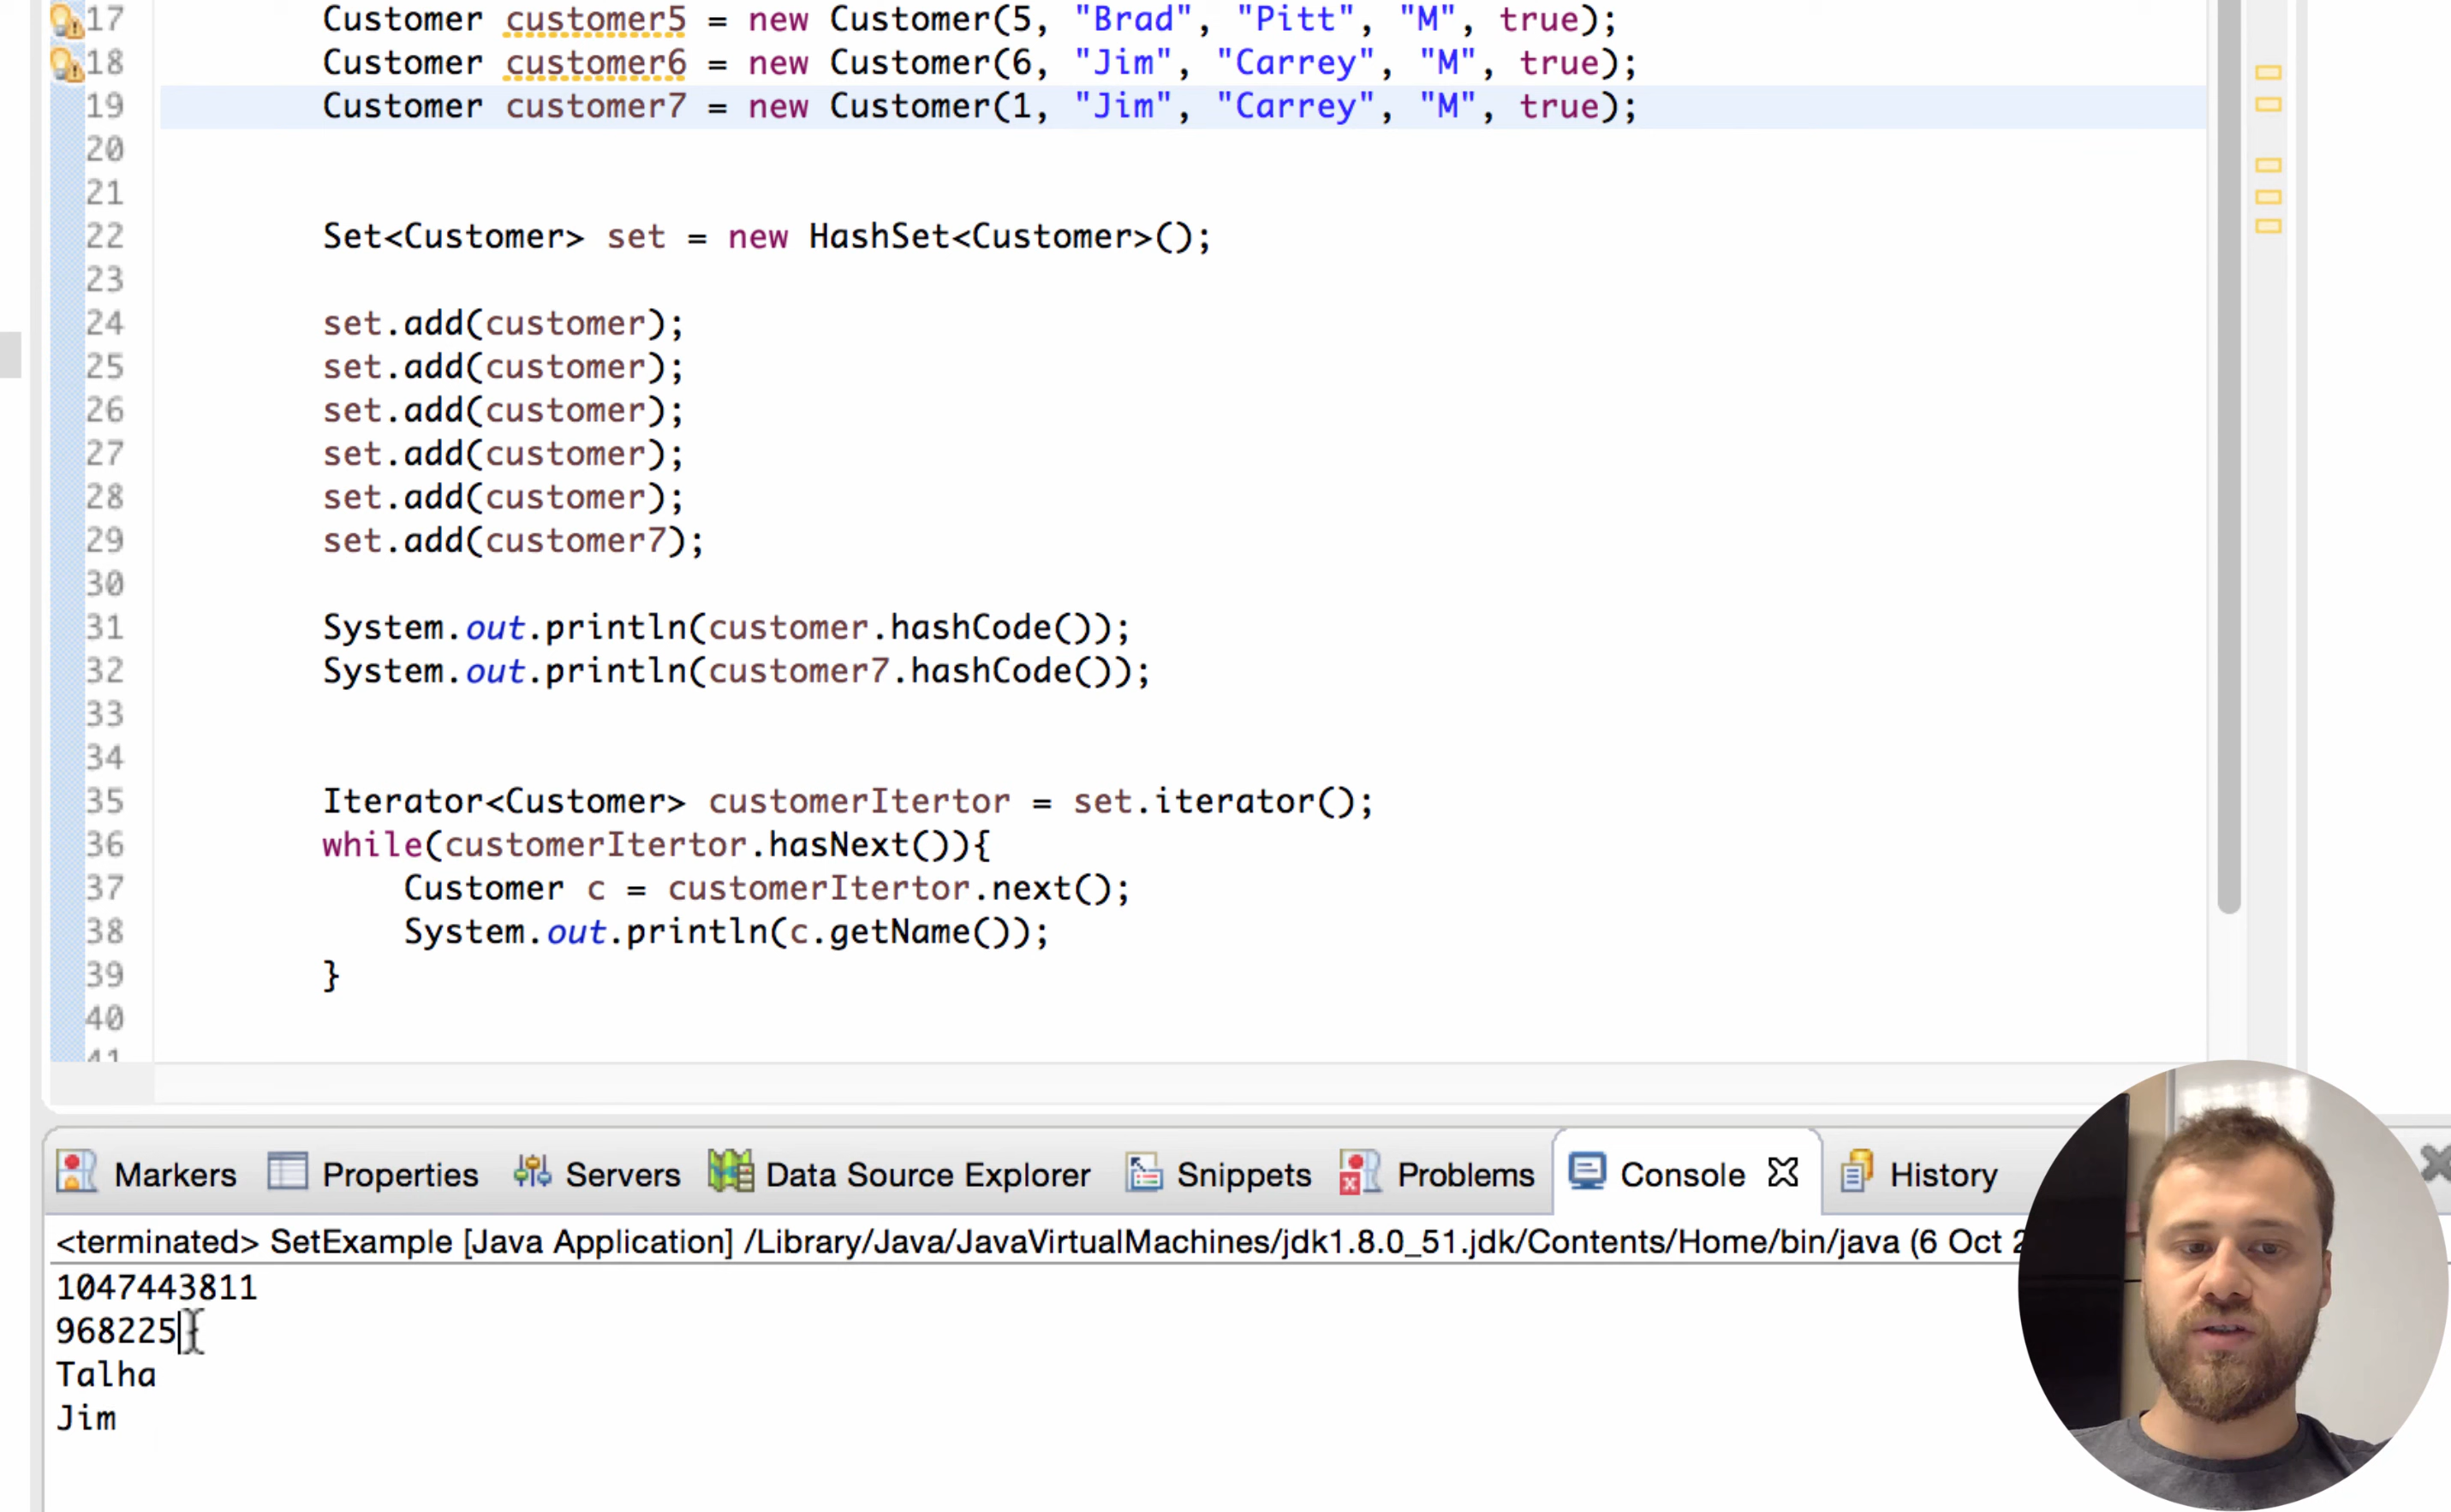 17 Customer customer5 = new Customer(5, "Brad", "Pitt", "M", true);
18 Customer customer6 = new Customer(6, "Jim", "Carrey", "M", true);
19 Customer customer7 = new Customer(1, "Jim", "Carrey", "M", true);
20
21
22 Set<Customer> set = new HashSet<Customer>();
23
24 set.add(customer);
25 set.add(customer);
26 set.add(customer);
27 set.add(customer);
28 set.add(customer);
29 set.add(customer7);
30
31 System.out.println(customer.hashCode());
32 System.out.println(customer7.hashCode());
33
34
35 Iterator<Customer> customerItertor = set.iterator();
36 while(customerItertor.hasNext()){
37 Customer c = customerItertor.next();
38 System.out.println(c.getName());
39 }
40
41
Markers Properties Servers Data Source Explorer Snippets Problems Console History
<terminated> SetExample [Java Application] /Library/Java/JavaVirtualMachines/jdk1.8.0_51.jdk/Contents/Home/bin/java (6 Oct
1047443811
968225
Talha
Jim